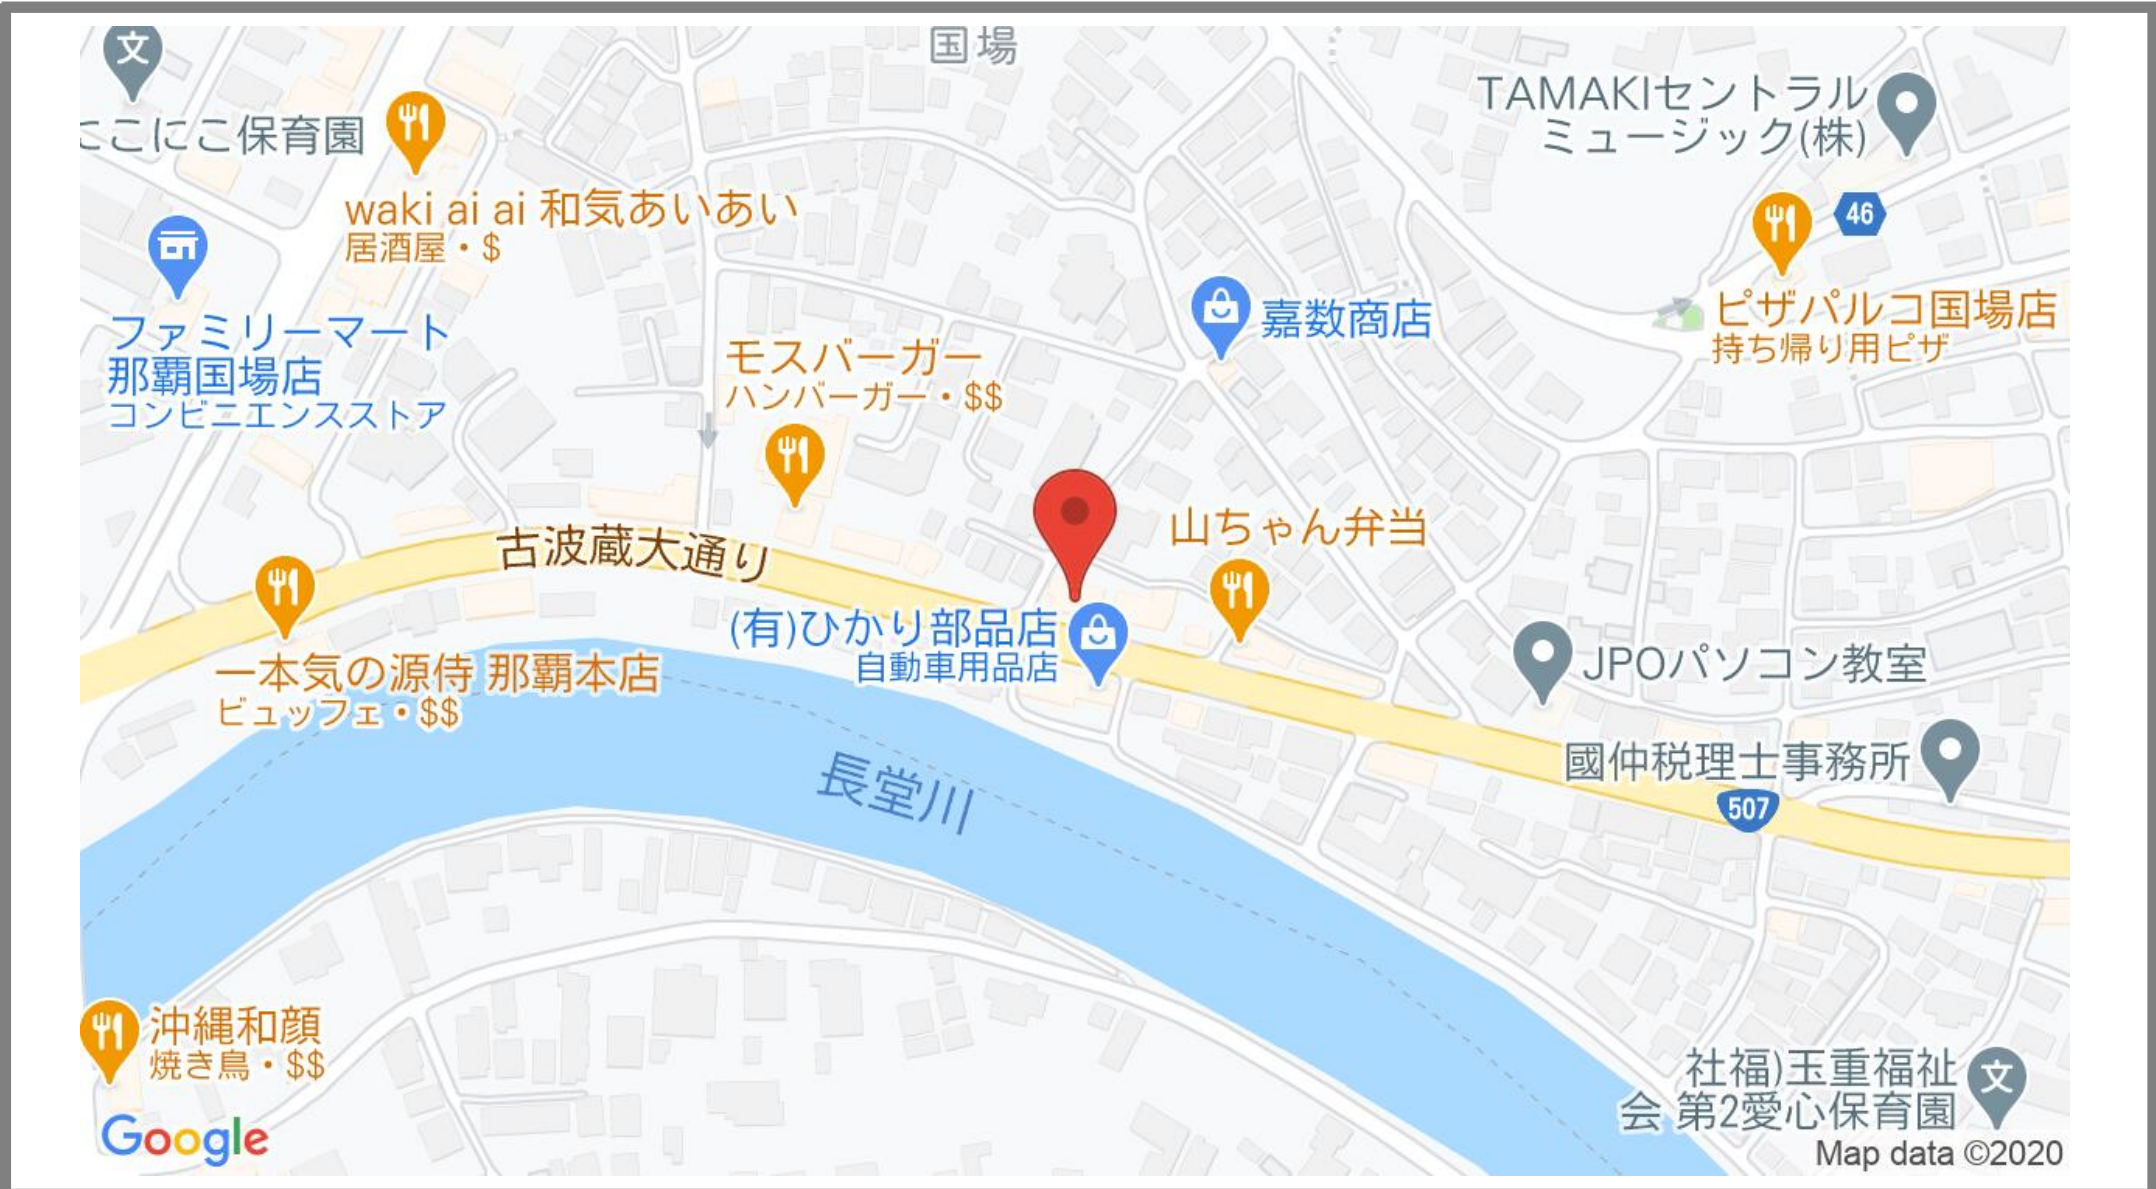 国場
文
TAMAKIセントラル
ミュージック(株)
こにこ保育園
waki ai ai 和気あいあい
居酒屋・$
46
ファミリーマート
那覇国場店
コンビニエンスストア
嘉数商店
ピザパルコ国場店
持ち帰り用ピザ
モスバーガー
ハンバーガー・$$
古波蔵大通り
山ちゃん弁当
(有)ひかり部品店
自動車用品店
一本気の源侍 那覇本店
ビュッフェ・$$
JPOパソコン教室
長堂川
國仲税理士事務所
507
沖縄和顔
焼き鳥・$$
社福)玉重福祉
会 第2愛心保育園
文
Google
Map data ©2020